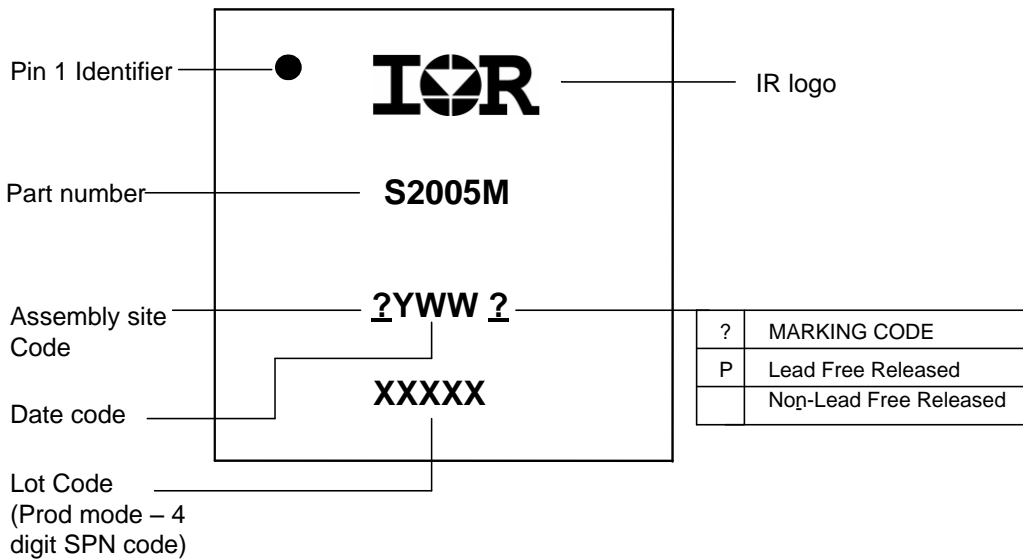 Pin 1 Identifier
IOR
IR logo
Part number
S2005M
Assembly site
Code
?YWW ?
? MARKING CODE
P Lead Free Released
Non-Lead Free Released
Date code
XXXXX
Lot Code
(Prod mode – 4
digit SPN code)